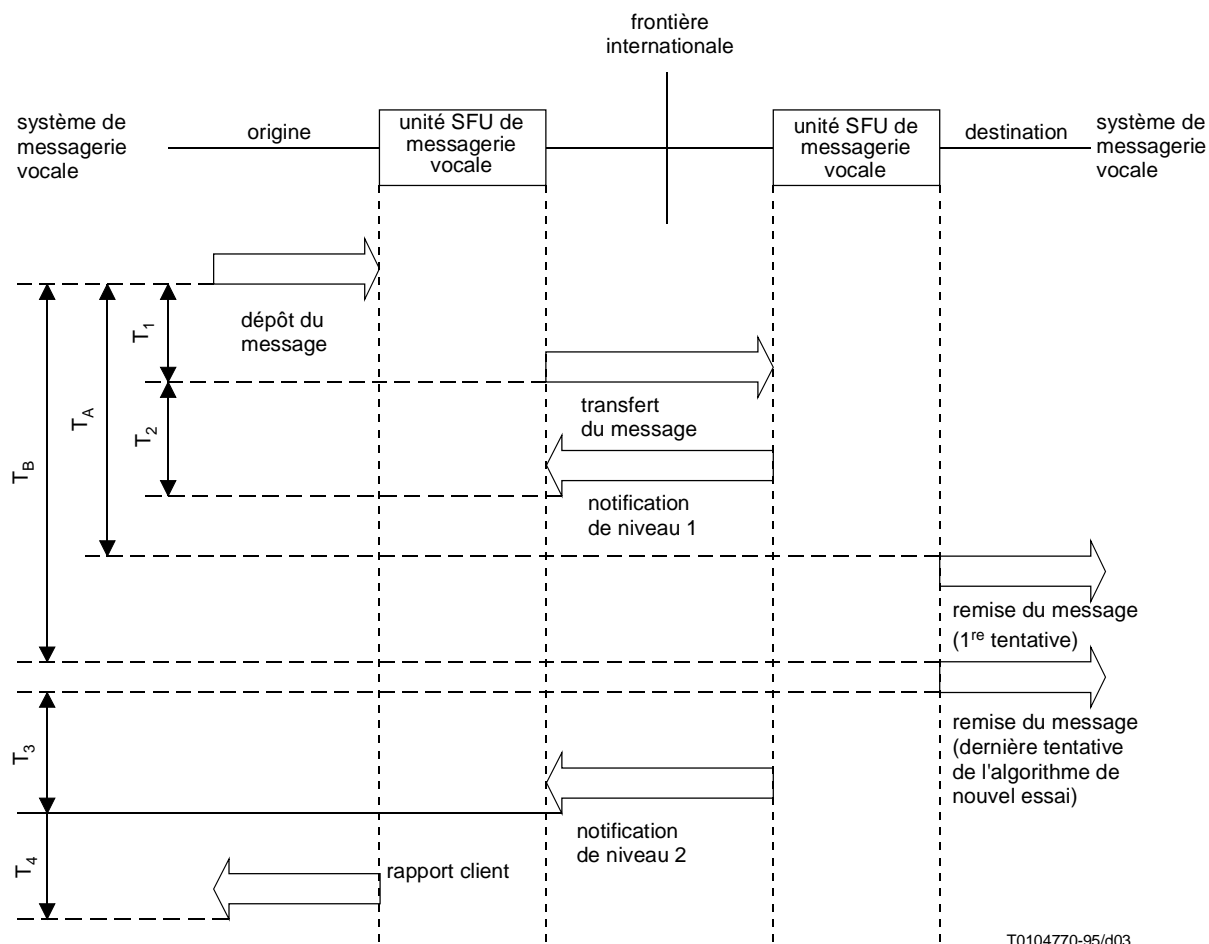 frontière
internationale
système de
messagerie
vocale
origine
unité SFU de
messagerie
vocale
unité SFU de
messagerie
vocale
destination
système de
messagerie
vocale
dépôt du
message
T1
transfert
du message
TA
T2
TB
notification
de niveau 1
remise du message
(1re tentative)
remise du message
(dernière tentative
de l'algorithme de
nouvel essai)
T3
notification
de niveau 2
T4
rapport client
T0104770-95/d03